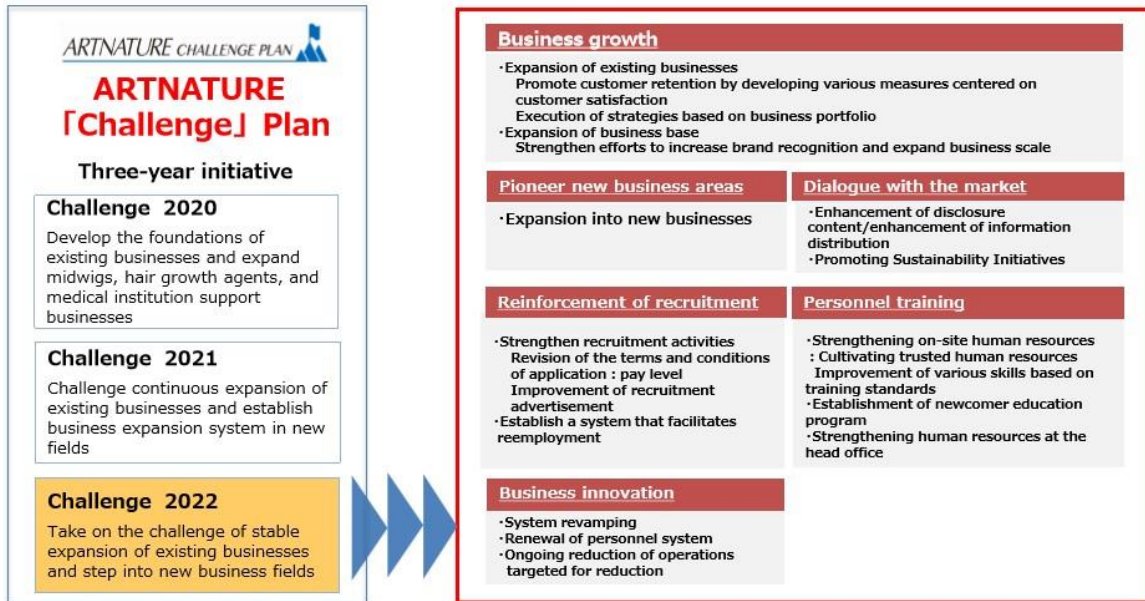 ARTNATURE CHALLENGE PLAN
ARTNATURE
「Challenge」 Plan
Three-year initiative
Challenge 2020
Develop the foundations of
existing businesses and expand
midwigs, hair growth agents, and
medical institution support
businesses
Challenge 2021
Challenge continuous expansion of
existing businesses and establish
business expansion system in new
fields
Challenge 2022
Take on the challenge of stable
expansion of existing businesses
and step into new business fields
Business growth
・Expansion of existing businesses
Promote customer retention by developing various measures centered on
customer satisfaction
Execution of strategies based on business portfolio
・Expansion of business base
Strengthen efforts to increase brand recognition and expand business scale
Pioneer new business areas
・Expansion into new businesses
Dialogue with the market
・Enhancement of disclosure
content/enhancement of information
distribution
・Promoting Sustainability Initiatives
Reinforcement of recruitment
・Strengthen recruitment activities
Revision of the terms and conditions
of application : pay level
Improvement of recruitment
advertisement
・Establish a system that facilitates
reemployment
Personnel training
・Strengthening on-site human resources
: Cultivating trusted human resources
Improvement of various skills based on
training standards
・Establishment of newcomer education
program
・Strengthening human resources at the
head office
Business innovation
・System revamping
・Renewal of personnel system
・Ongoing reduction of operations
targeted for reduction